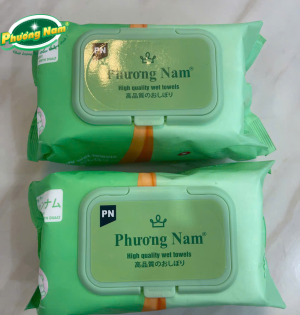 Phương Nam
PN
Phương Nam®
High quality wet towels
高品質のおしぼり
PN
Phương Nam®
High quality wet towels
高品質のおしぼり